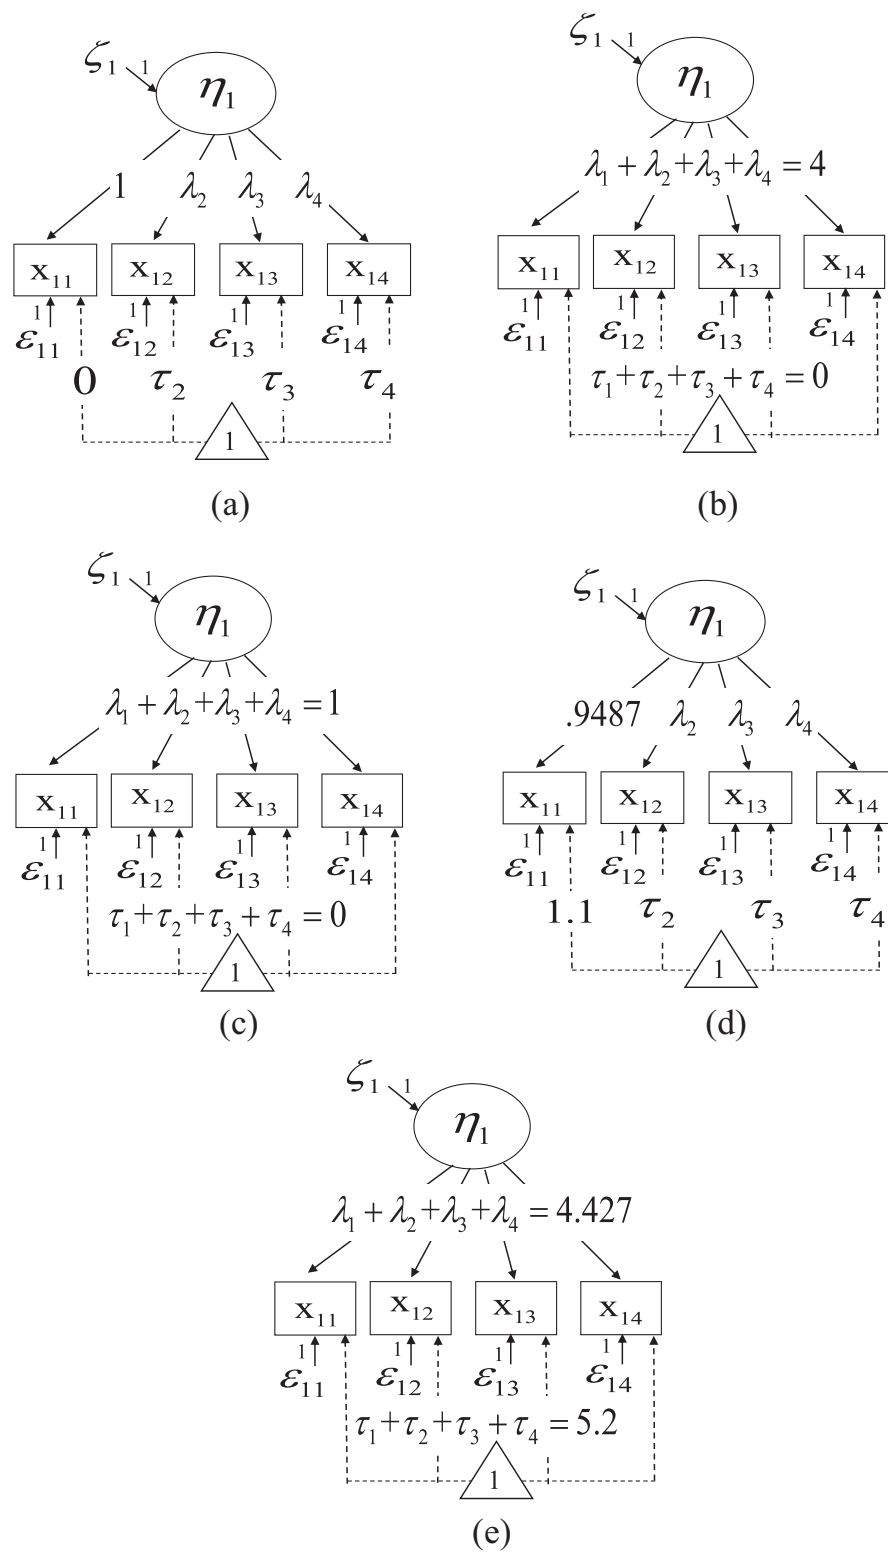 ζ₁ 1 η₁
1 λ₂ λ₃ λ₄
x₁₁ x₁₂ x₁₃ x₁₄
1 1 1 1
ε₁₁ ε₁₂ ε₁₃ ε₁₄
0 τ₂ τ₃ τ₄
1
(a)
ζ₁ 1 η₁
λ₁ + λ₂ + λ₃ + λ₄ = 4
x₁₁ x₁₂ x₁₃ x₁₄
1 1 1 1
ε₁₁ ε₁₂ ε₁₃ ε₁₄
τ₁ + τ₂ + τ₃ + τ₄ = 0
1
(b)
ζ₁ 1 η₁
λ₁ + λ₂ + λ₃ + λ₄ = 1
x₁₁ x₁₂ x₁₃ x₁₄
1 1 1 1
ε₁₁ ε₁₂ ε₁₃ ε₁₄
τ₁ + τ₂ + τ₃ + τ₄ = 0
1
(c)
ζ₁ 1 η₁
.9487 λ₂ λ₃ λ₄
x₁₁ x₁₂ x₁₃ x₁₄
1 1 1 1
ε₁₁ ε₁₂ ε₁₃ ε₁₄
1.1 τ₂ τ₃ τ₄
1
(d)
ζ₁ 1 η₁
λ₁ + λ₂ + λ₃ + λ₄ = 4.427
x₁₁ x₁₂ x₁₃ x₁₄
1 1 1 1
ε₁₁ ε₁₂ ε₁₃ ε₁₄
τ₁ + τ₂ + τ₃ + τ₄ = 5.2
1
(e)